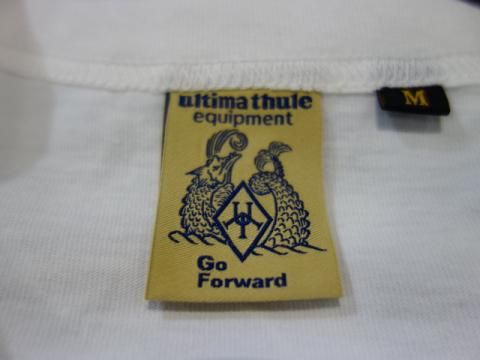 ultima thule
equipment
M
Go
Forward